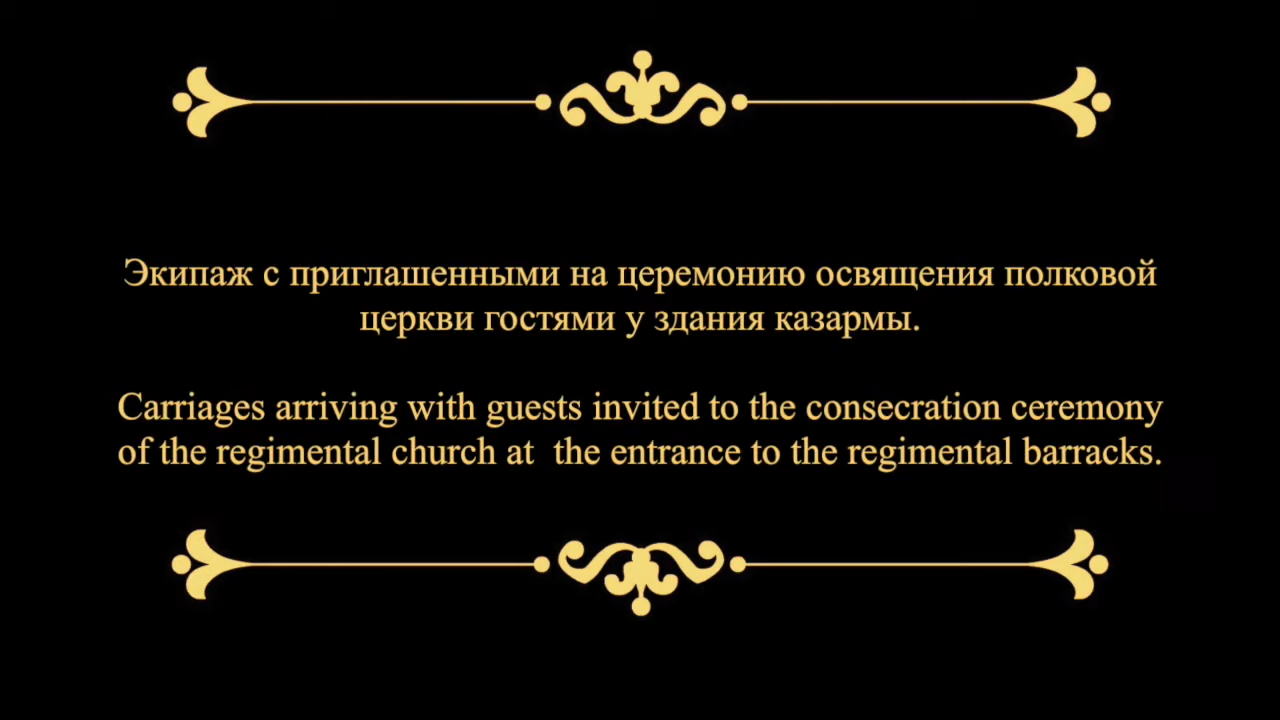 Экипаж с приглашенными на церемонию освящения полковой
церкви гостями у здания казармы.
Carriages arriving with guests invited to the consecration ceremony
of the regimental church at  the entrance to the regimental barracks.